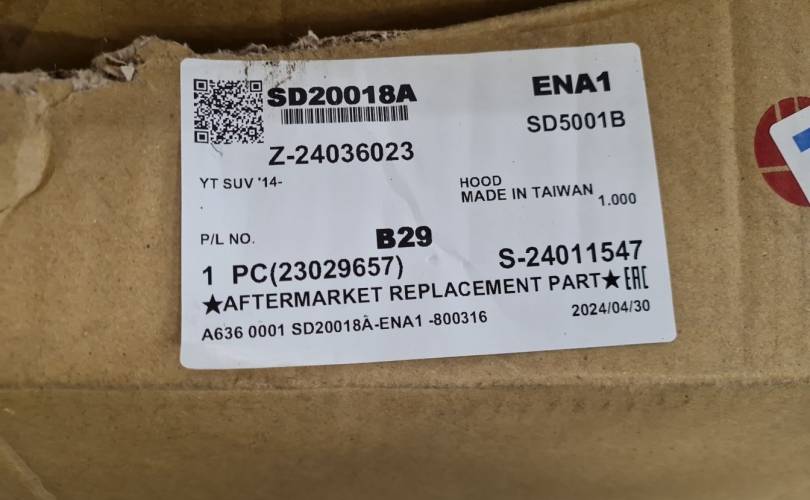 SD20018A ENA1
SD5001B
Z-24036023
YT SUV '14- HOOD
MADE IN TAIWAN 1.000
P/L NO. B29
1 PC(23029657) S-24011547
★AFTERMARKET REPLACEMENT PART★ EAC
A636 0001 SD20018A-ENA1 -800316 2024/04/30